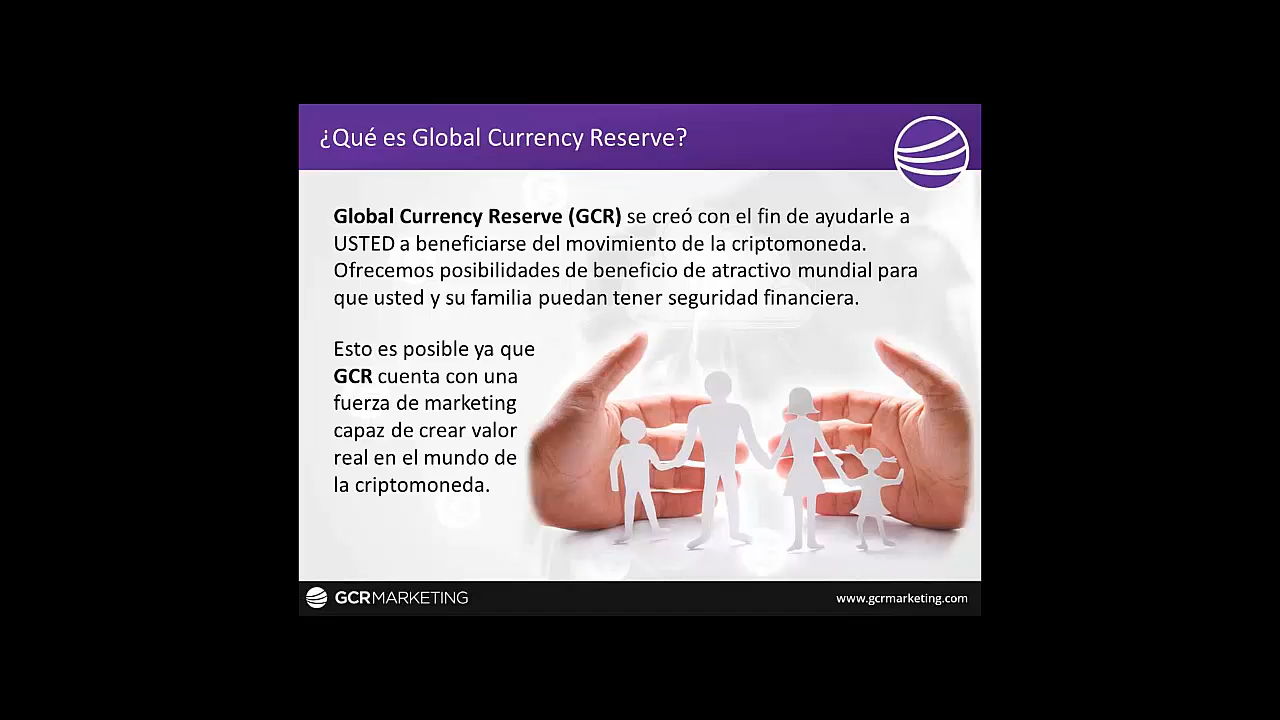 ¿Qué es Global Currency Reserve?
Global Currency Reserve (GCR) se creó con el fin de ayudarle a
USTED a beneficiarse del movimiento de la criptomoneda.
Ofrecemos posibilidades de beneficio de atractivo mundial para
que usted y su familia puedan tener seguridad financiera.
Esto es posible ya que
GCR cuenta con una
fuerza de marketing
capaz de crear valor
real en el mundo de
la criptomoneda.
GCRMARKETING
www.gcrmarketing.com